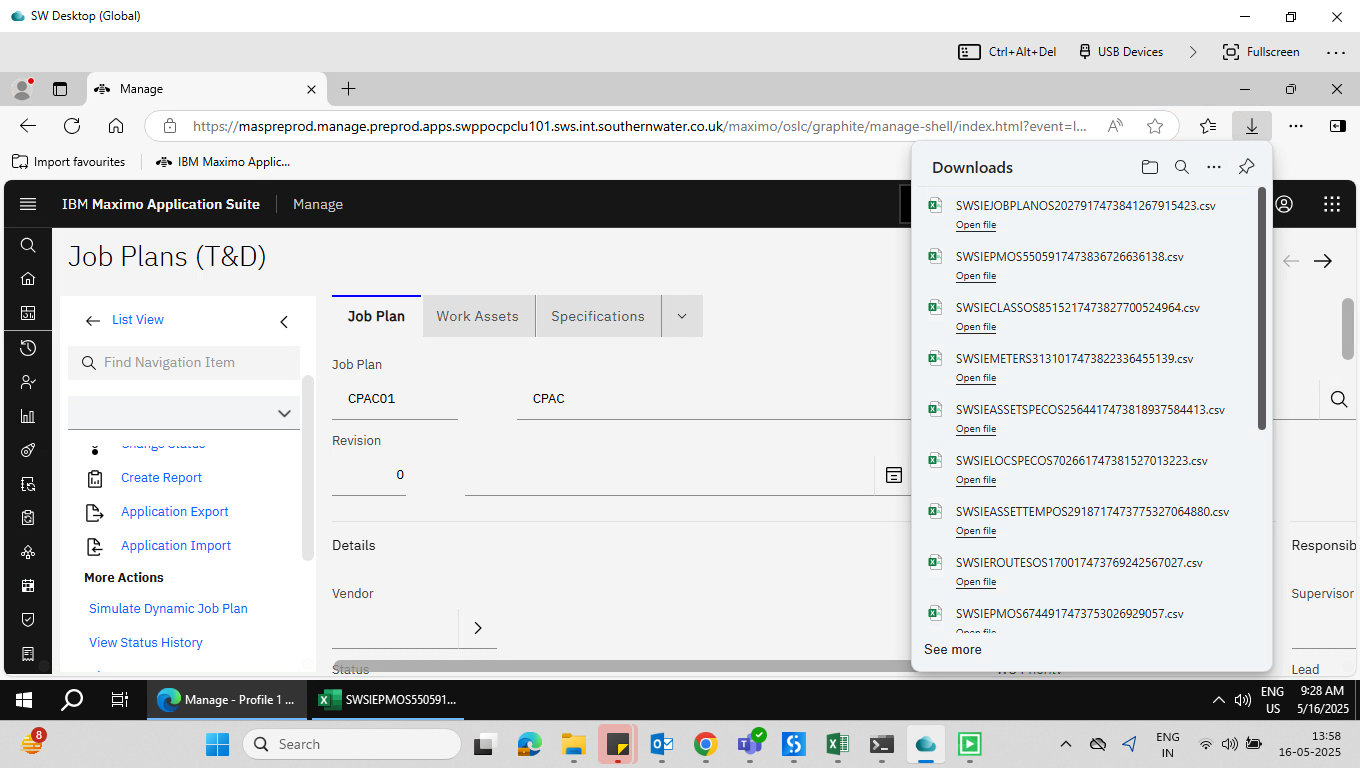 SW Desktop (Global)
Ctrl+Alt+Del
USB Devices
Fullscreen
Manage
https://maspreprod.manage.preprod.apps.swppocpclu101.sws.int.southernwater.co.uk/maximo/oslc/graphite/manage-shell/index.html?event=l...
Import favourites
IBM Maximo Applic...
IBM Maximo Application Suite
Manage
Job Plans (T&D)
List View
Find Navigation Item
Change Status
Create Report
Application Export
Application Import
More Actions
Simulate Dynamic Job Plan
View Status History
Job Plan
Work Assets
Specifications
Job Plan
CPAC01
CPAC
Revision
0
Details
Vendor
Status
Responsib
Supervisor
Lead
Downloads
SWSIEJOBPLANOS2027917473841267915423.csv
Open file
SWSIEPMOS5505917473836726636138.csv
Open file
SWSIECLASSOS8515217473827700524964.csv
Open file
SWSIEMETERS3131017473822336455139.csv
Open file
SWSIEASSETSPECOS2564417473818937584413.csv
Open file
SWSIELOCSPECOS702661747381527013223.csv
Open file
SWSIEASSETTEMPOS2918717473775327064880.csv
Open file
SWSIEROUTESOS170017473769242567027.csv
Open file
SWSIEPMOS6744917473753026929057.csv
Open file
See more
WO Priority
Manage - Profile 1 ...
SWSIEPMOS550591...
ENG
US
9:28 AM
5/16/2025
8
Search
ENG
IN
13:58
16-05-2025